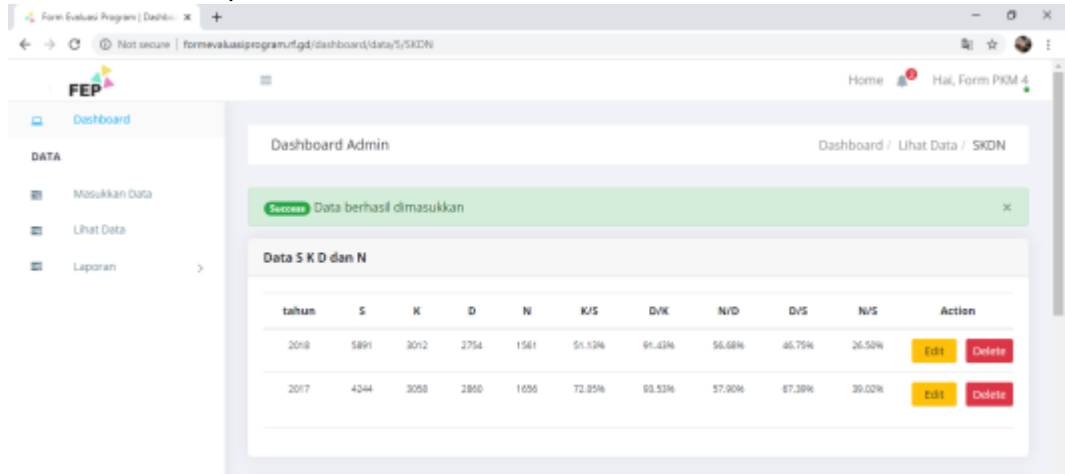 Form Evaluasi Program | Dashbo
Not secure | formevaluasiprogram.rf.gd/dashboard/data/5/SKDN
FEP
Home 2 Hai, Form PKM 4
Dashboard
DATA
Masukkan Data
Lihat Data
Laporan
Dashboard Admin
Dashboard / Lihat Data / SKDN
Success Data berhasil dimasukkan ×
Data S K D dan N
tahun S K D N K/S D/K N/D D/S N/S Action
2018 5891 3012 2754 1561 51.13% 91.43% 56.68% 46.75% 26.50% Edit Delete
2017 4244 3058 2860 1656 72.05% 93.53% 57.90% 67.39% 39.02% Edit Delete